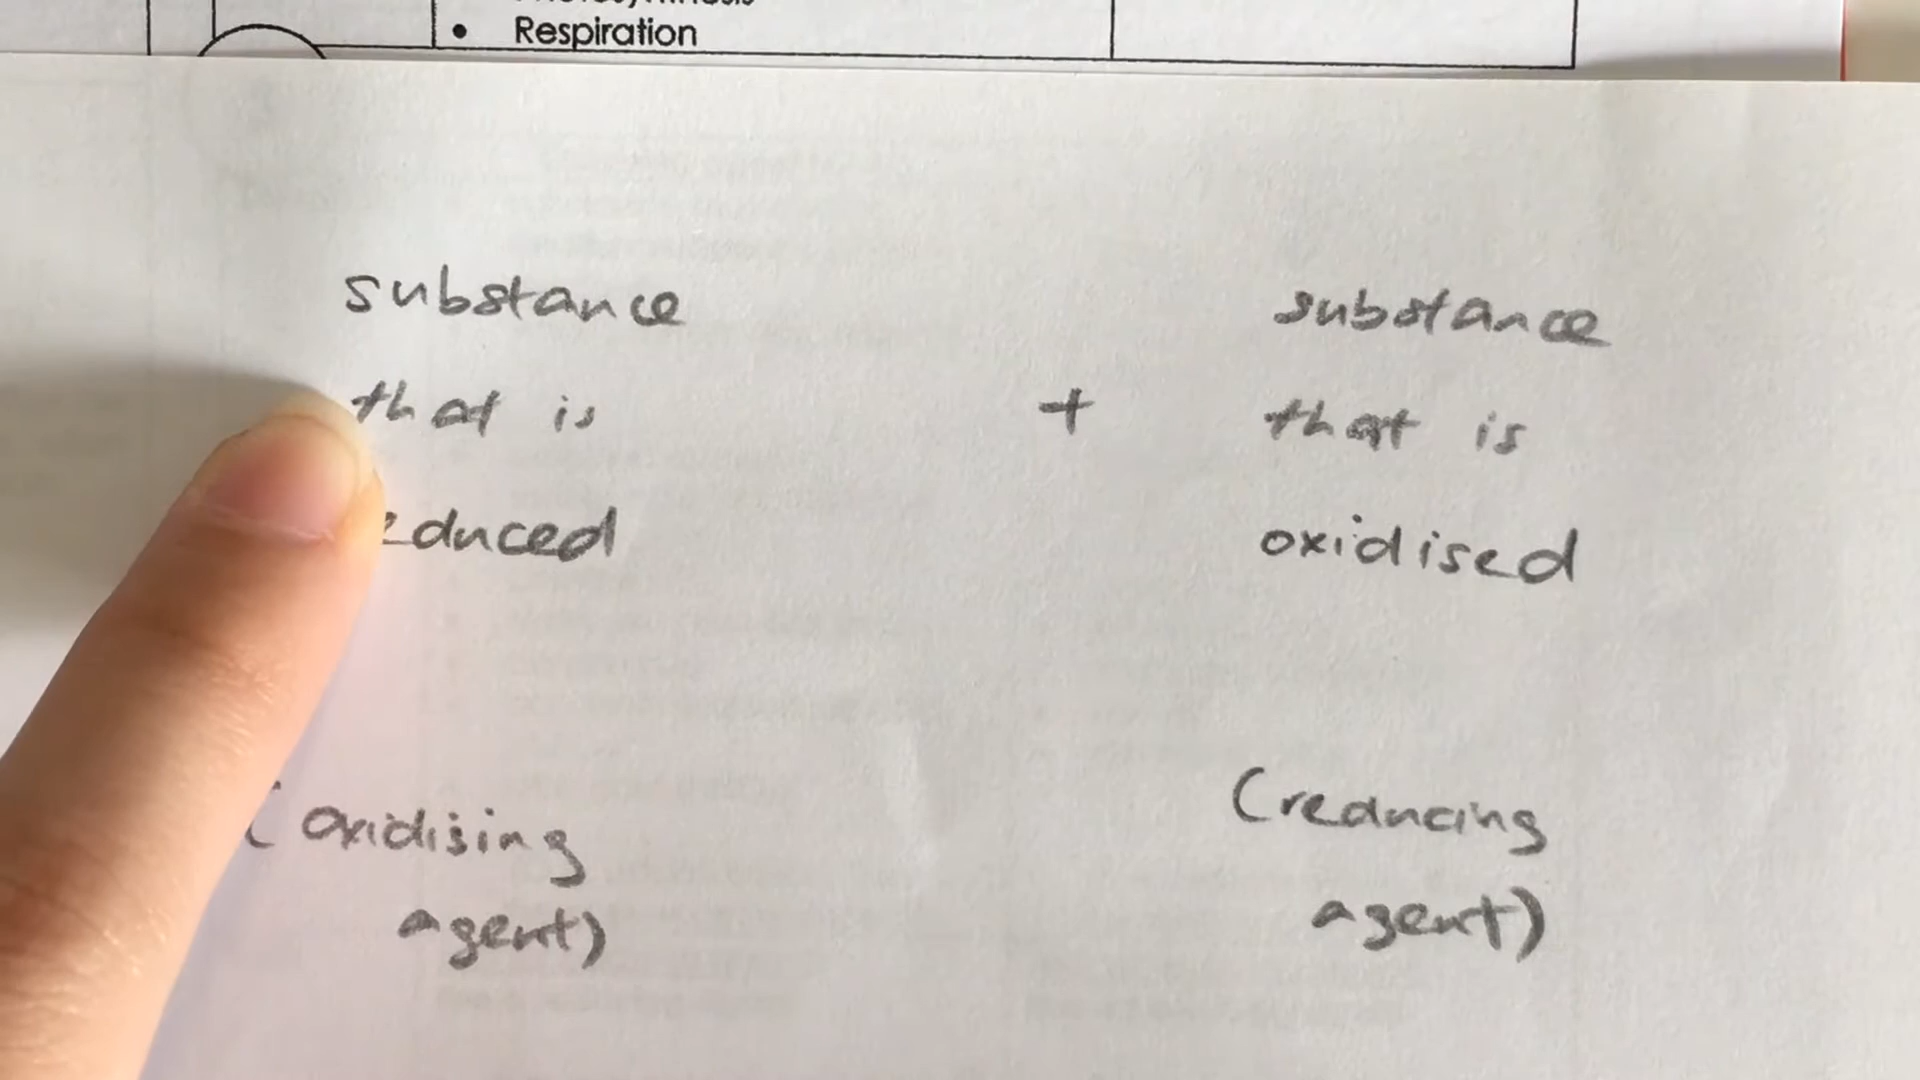 • Respiration
substance
that is
educed
+
substance
that is
oxidised
(oxidising
agent)
(reducing
agent)